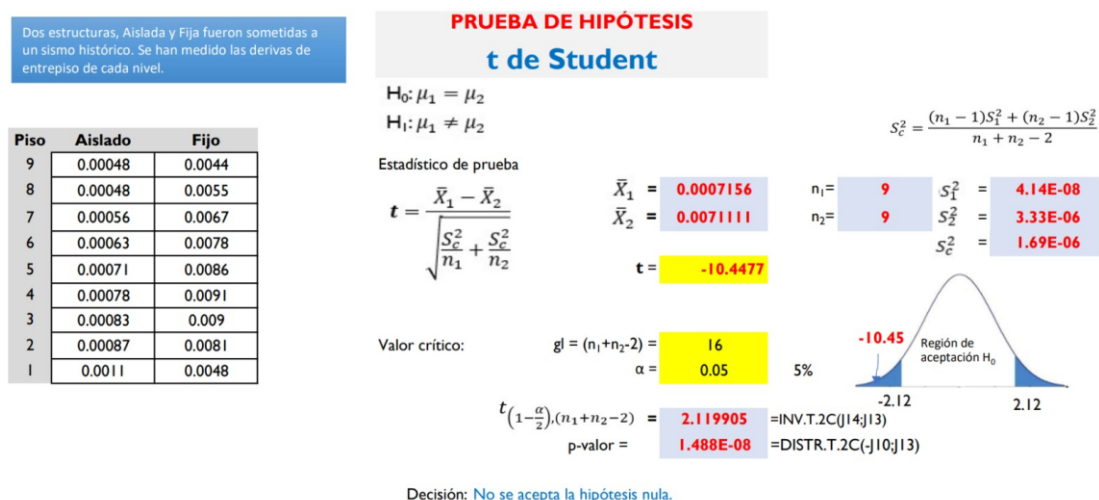 Dos estructuras, Aislada y Fija fueron sometidas a
un sismo histórico. Se han medido las derivas de
entrepiso de cada nivel.
PRUEBA DE HIPÓTESIS
t de Student
H₀: μ₁ = μ₂
H₁: μ₁ ≠ μ₂
S_c² = ((n₁ − 1)S₁² + (n₂ − 1)S₂²) / (n₁ + n₂ − 2)
Piso Aislado Fijo
9 0.00048 0.0044
8 0.00048 0.0055
7 0.00056 0.0067
6 0.00063 0.0078
5 0.00071 0.0086
4 0.00078 0.0091
3 0.00083 0.009
2 0.00087 0.0081
1 0.0011 0.0048
Estadístico de prueba
t = (X̄₁ − X̄₂) / √(S_c²/n₁ + S_c²/n₂)
X̄₁ = 0.0007156 n₁= 9 S₁² = 4.14E-08
X̄₂ = 0.0071111 n₂= 9 S₂² = 3.33E-06
S_c² = 1.69E-06
t = -10.4477
Valor crítico: gl = (n₁+n₂-2) = 16
α = 0.05 5%
-10.45
Región de
aceptación H₀
-2.12 2.12
t₍₁₋α/₂₎,₍n₁+n₂−2₎ = 2.119905 =INV.T.2C(J14;J13)
p-valor = 1.488E-08 =DISTR.T.2C(-J10;J13)
Decisión: No se acepta la hipótesis nula.